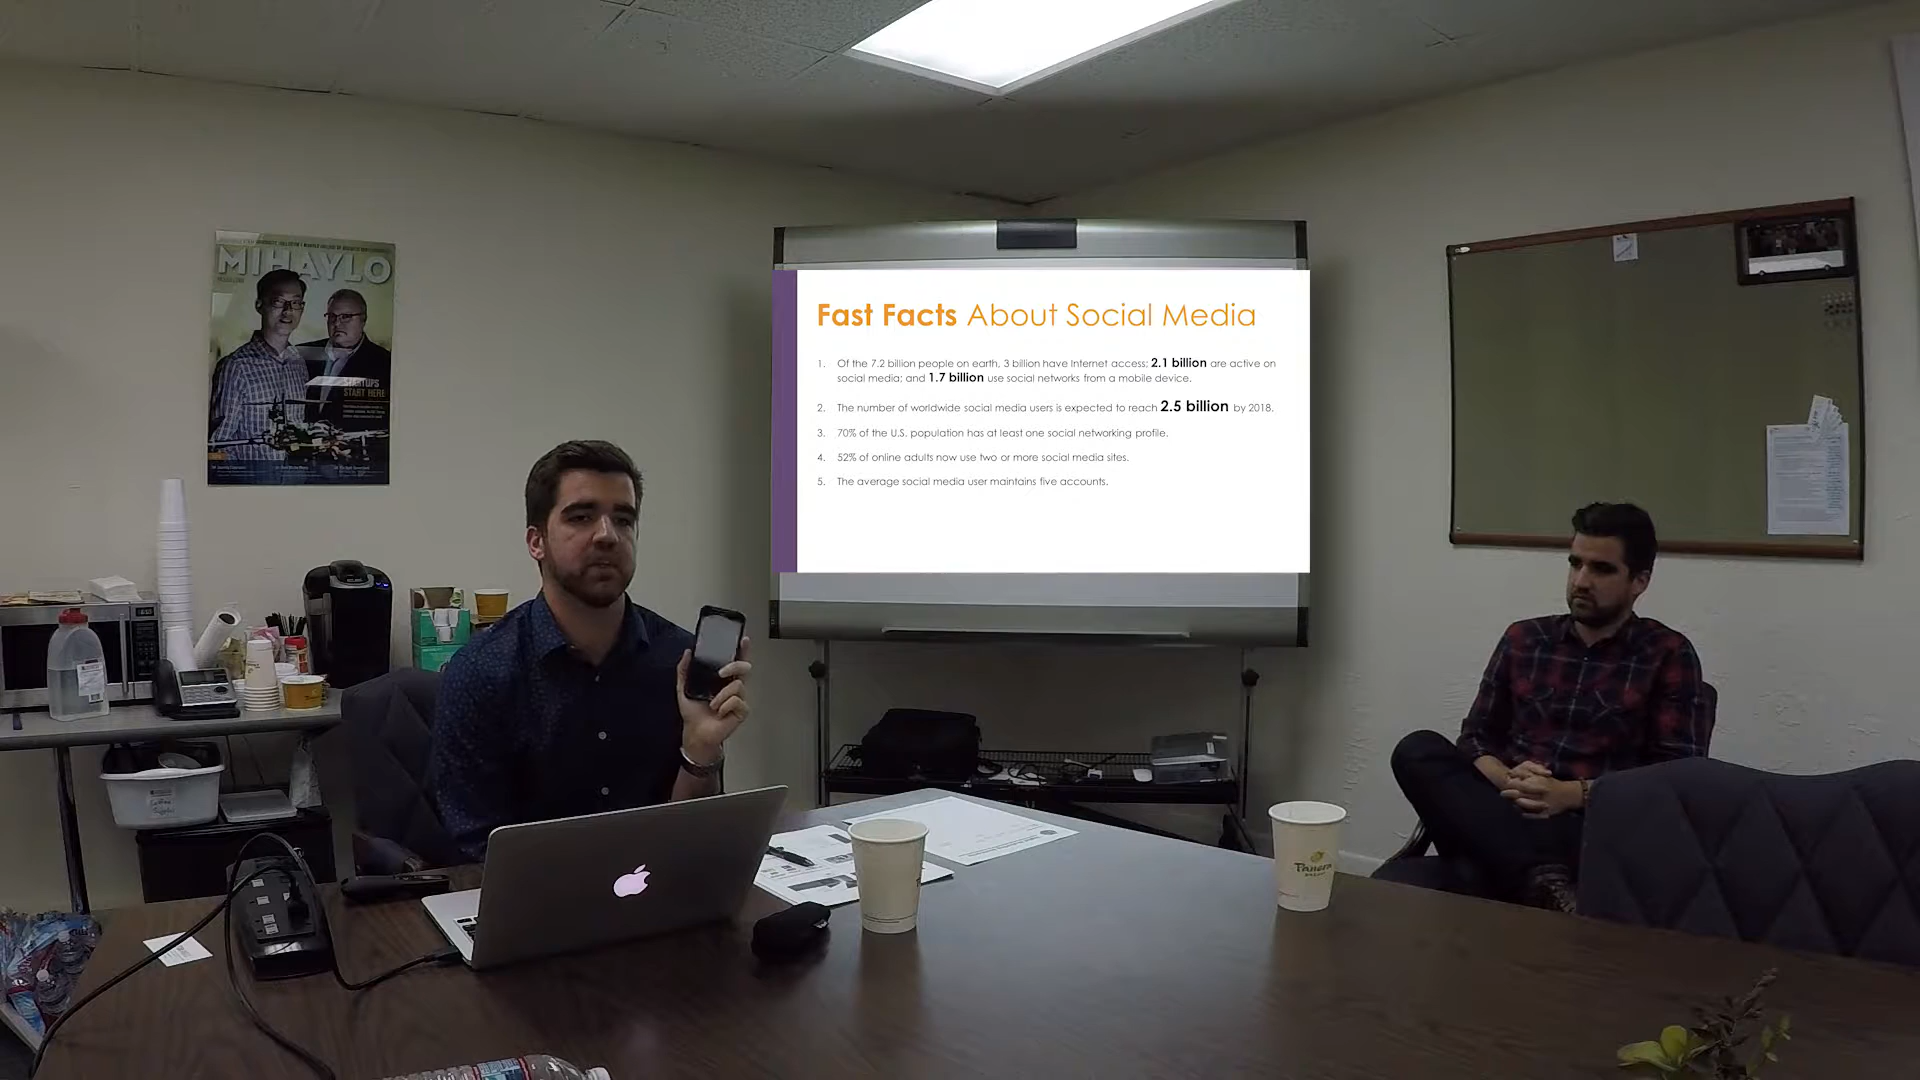 MIHAYLO
STARTUPS
START HERE
Fast Facts About Social Media
1. Of the 7.2 billion people on earth, 3 billion have Internet access; 2.1 billion are active on
social media; and 1.7 billion use social networks from a mobile device.
2. The number of worldwide social media users is expected to reach 2.5 billion by 2018.
3. 70% of the U.S. population has at least one social networking profile.
4. 52% of online adults now use two or more social media sites.
5. The average social media user maintains five accounts.
Panera